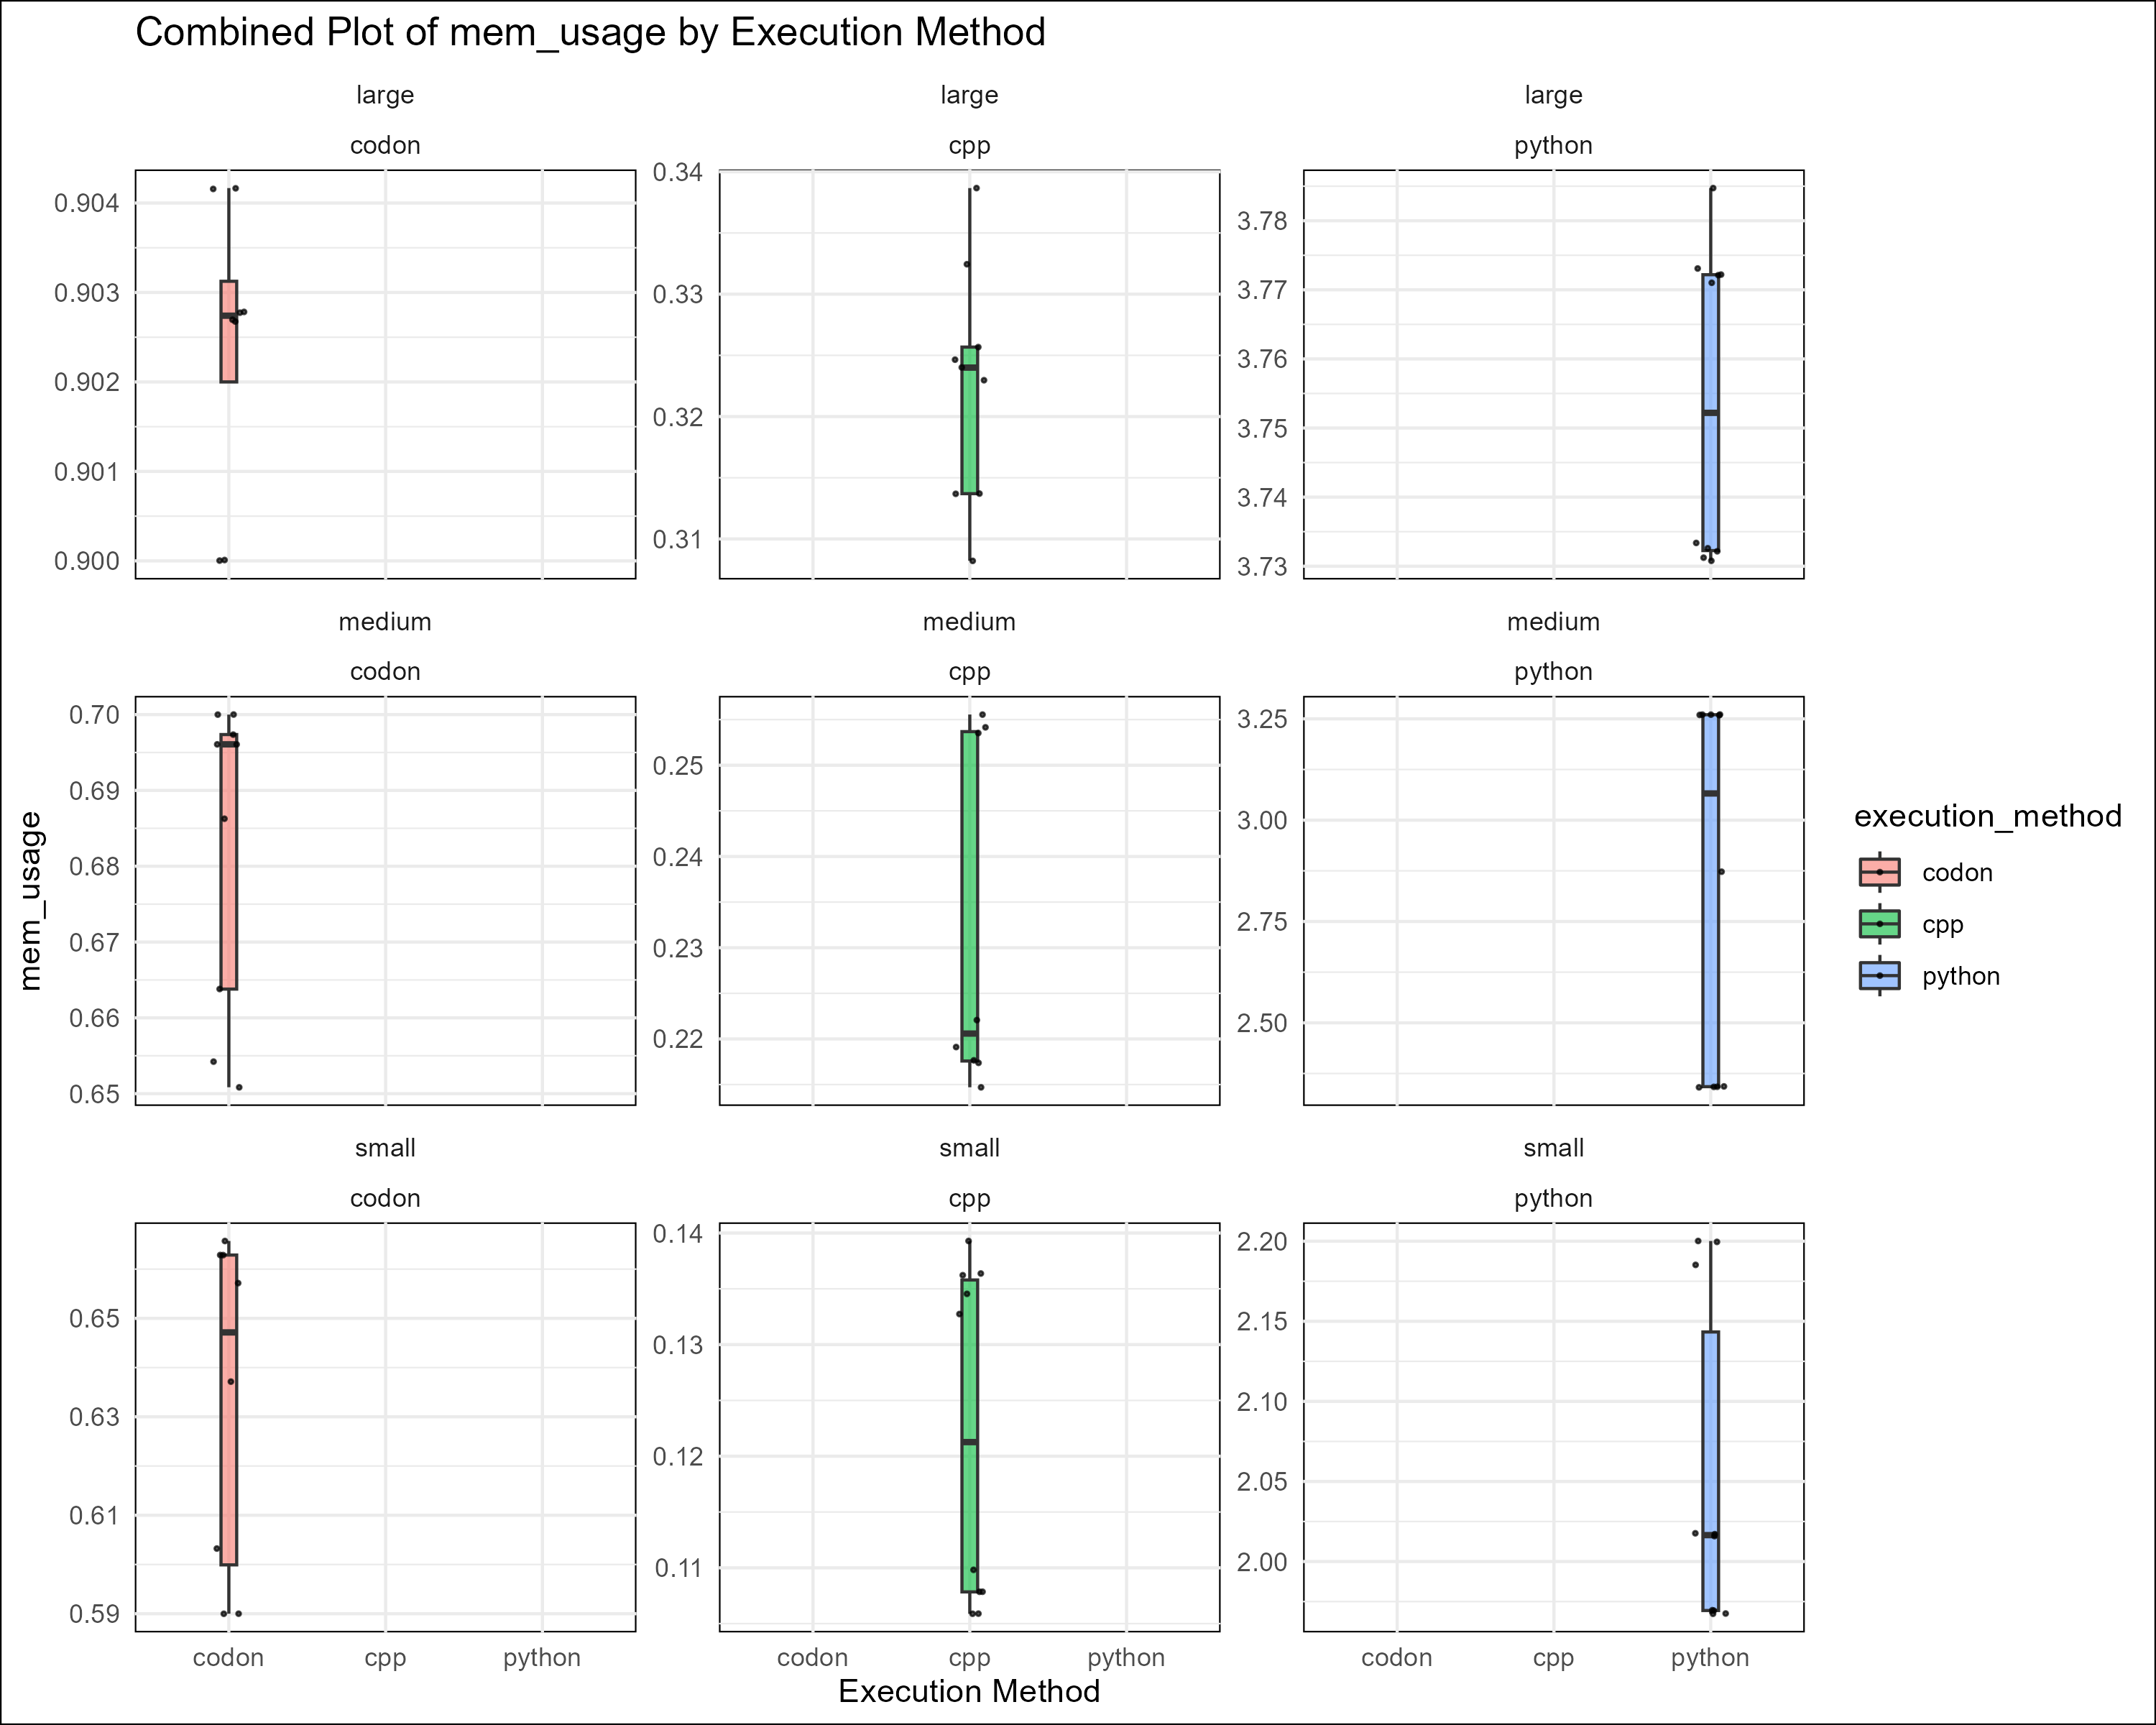 Combined Plot of mem_usage by Execution Method
large
large
large
codon
cpp
python
0.904
0.903
0.902
0.901
0.900
0.34
0.33
0.32
0.31
3.78
3.77
3.76
3.75
3.74
3.73
medium
medium
medium
codon
cpp
python
0.70
0.69
0.68
0.67
0.66
0.65
0.25
0.24
0.23
0.22
3.25
3.00
2.75
2.50
small
small
small
codon
cpp
python
0.65
0.63
0.61
0.59
0.14
0.13
0.12
0.11
2.20
2.15
2.10
2.05
2.00
codon cpp python
codon cpp python
codon cpp python
Execution Method
mem_usage
execution_method
codon
cpp
python